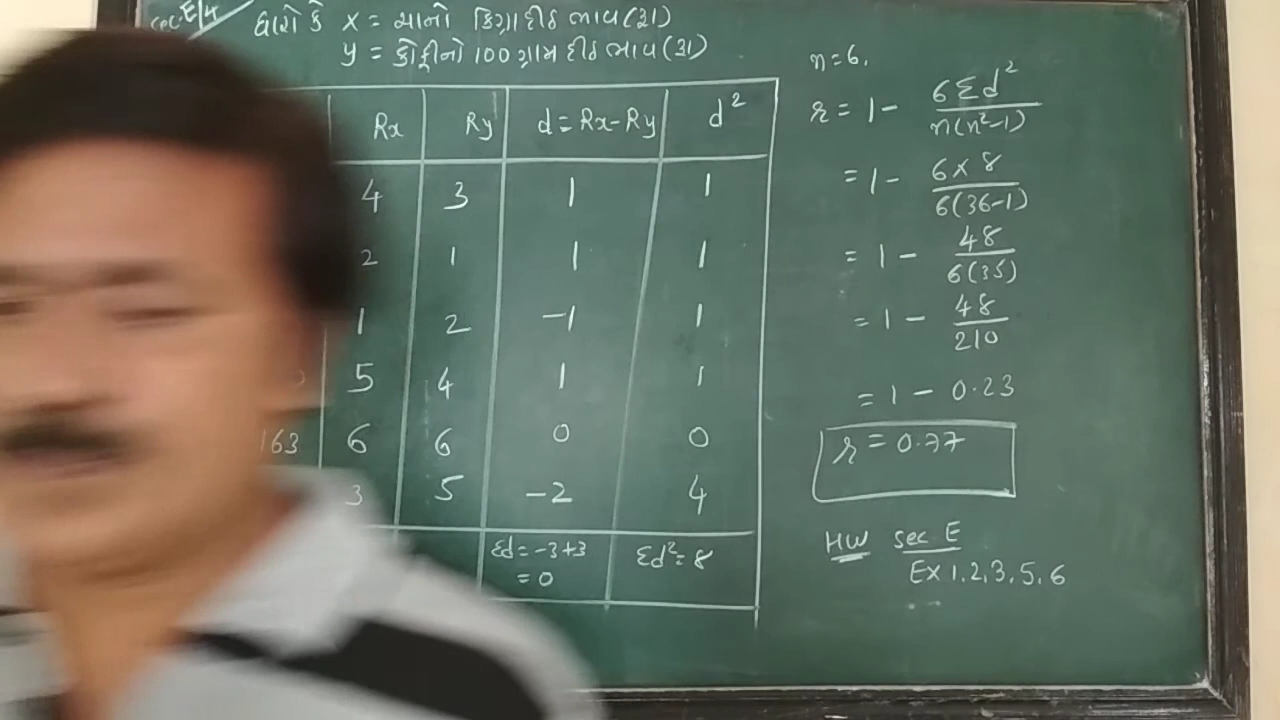 Sec.E/4
ધારો કે x = ચાનો કિગ્રા દીઠ ભાવ (રૂા)
y = કોફીનો 100 ગ્રામ દીઠ ભાવ (રૂા)
Rx Ry d = Rx-Ry d²
4 3 1 1
2 1 1 1
1 2 -1 1
5 4 1 1
163 6 6 0 0
3 5 -2 4
Σd = -3+3 Σd² = 8
= 0
n = 6.
r = 1 - 6Σd² / n(n²-1)
= 1 - 6 x 8 / 6(36-1)
= 1 - 48 / 6(35)
= 1 - 48 / 210
= 1 - 0.23
r = 0.77
HW Sec E
EX 1.2.3.5.6